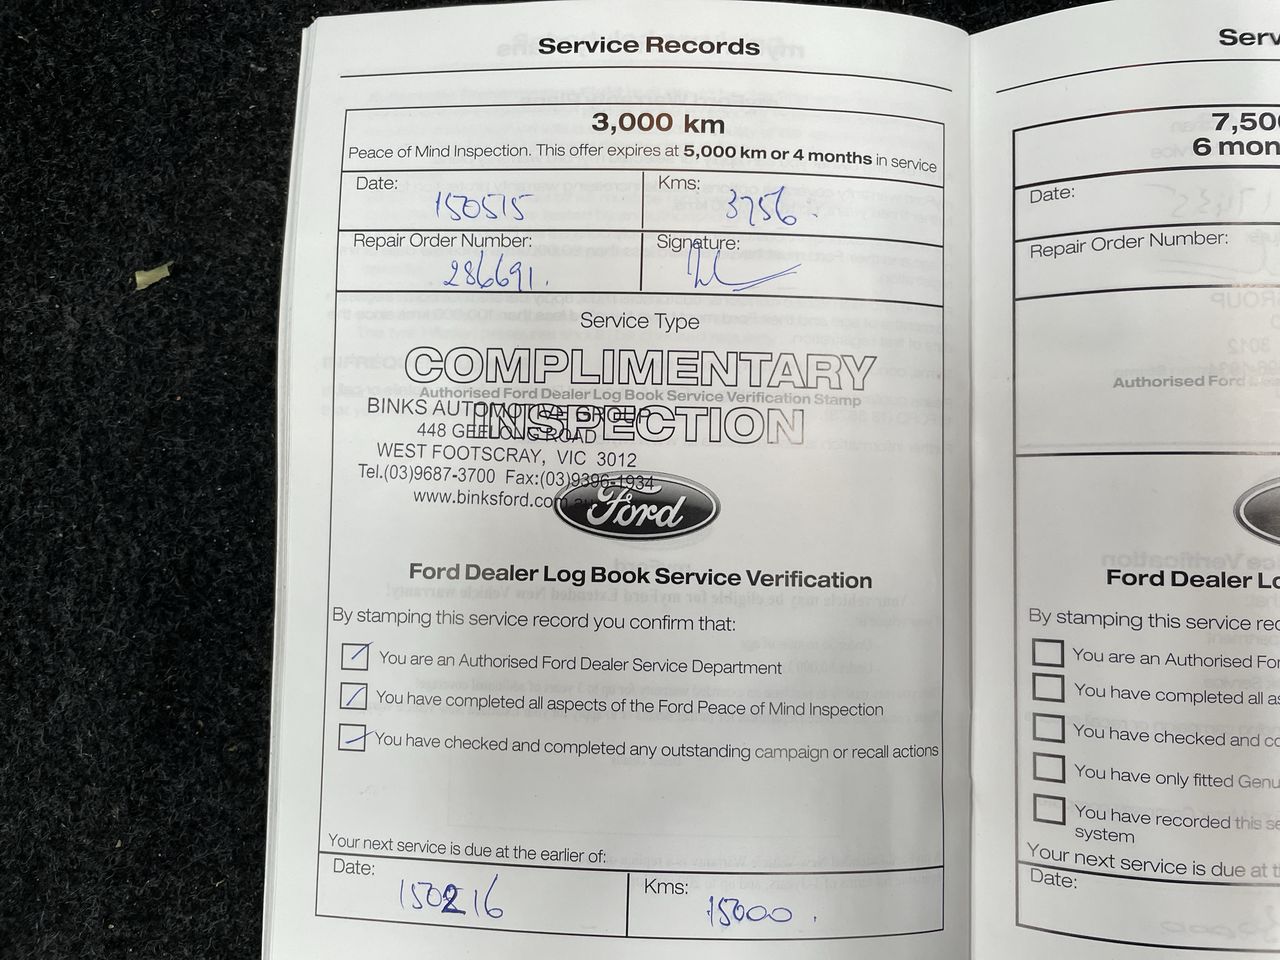 Service Records
3,000 km
Peace of Mind Inspection. This offer expires at 5,000 km or 4 months in service
Date:
150515
Kms:
3756.
Repair Order Number:
286691.
Signature:
Service Type
COMPLIMENTARY
Authorised Ford Dealer Log Book Service Verification Stamp
INSPECTION
BINKS AUTOMOTIVE GROUP
448 GEELONG ROAD
WEST FOOTSCRAY, VIC 3012
Tel.(03)9687-3700 Fax:(03)9396-1934
www.binksford.com.au
Ford
Ford Dealer Log Book Service Verification
By stamping this service record you confirm that:
You are an Authorised Ford Dealer Service Department
You have completed all aspects of the Ford Peace of Mind Inspection
You have checked and completed any outstanding campaign or recall actions
Your next service is due at the earlier of:
Date:
150216
Kms:
15000.
Serv
7,500
6 mon
Date:
Repair Order Number:
Authorised Ford
Ford Dealer Lo
By stamping this service rec
You are an Authorised For
You have completed all as
You have checked and co
You have only fitted Genu
You have recorded this se
system
Your next service is due at t
Date: